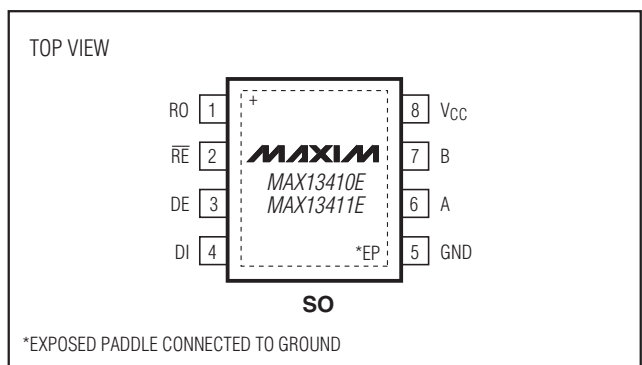 TOP VIEW
RO 1
+
8 VCC
R̅E̅ 2
MAXIM
7 B
MAX13410E
DE 3
MAX13411E
6 A
DI 4
*EP
5 GND
SO
*EXPOSED PADDLE CONNECTED TO GROUND